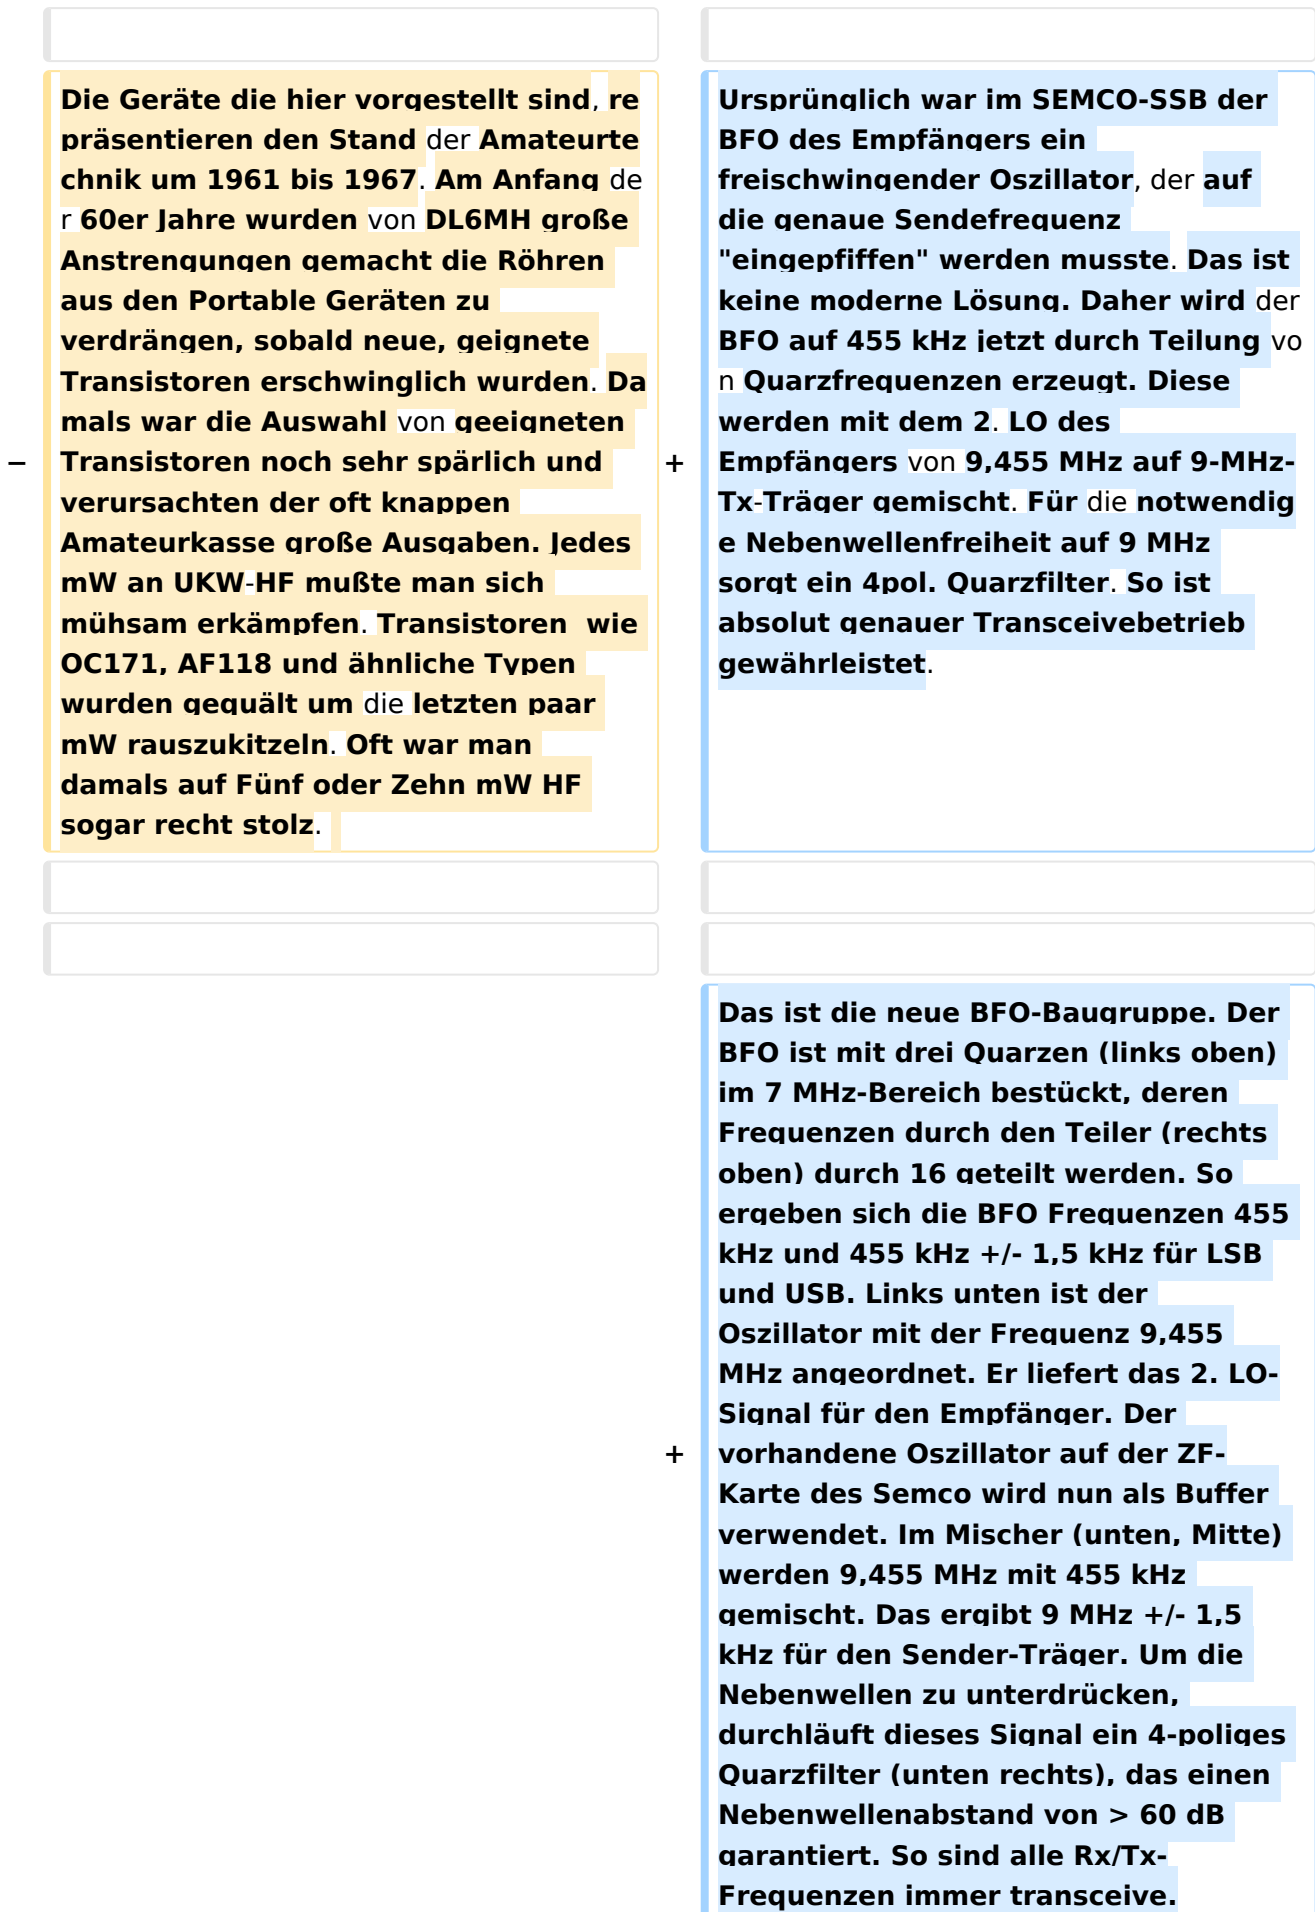 Die Geräte die hier vorgestellt sind, re
präsentieren den Stand der Amateurte
chnik um 1961 bis 1967. Am Anfang de
r 60er Jahre wurden von DL6MH große
Anstrengungen gemacht die Röhren
aus den Portable Geräten zu
verdrängen, sobald neue, geignete
Transistoren erschwinglich wurden. Da
mals war die Auswahl von geeigneten
− Transistoren noch sehr spärlich und
verursachten der oft knappen
Amateurkasse große Ausgaben. Jedes
mW an UKW-HF mußte man sich
mühsam erkämpfen. Transistoren  wie
OC171, AF118 und ähnliche Typen
wurden gequält um die letzten paar
mW rauszukitzeln. Oft war man
damals auf Fünf oder Zehn mW HF
sogar recht stolz.
Ursprünglich war im SEMCO-SSB der
BFO des Empfängers ein
freischwingender Oszillator, der auf
die genaue Sendefrequenz
"eingepfiffen" werden musste. Das ist
keine moderne Lösung. Daher wird der
BFO auf 455 kHz jetzt durch Teilung vo
n Quarzfrequenzen erzeugt. Diese
werden mit dem 2. LO des
+ Empfängers von 9,455 MHz auf 9-MHz-
Tx-Träger gemischt. Für die notwendig
e Nebenwellenfreiheit auf 9 MHz
sorgt ein 4pol. Quarzfilter. So ist
absolut genauer Transceivebetrieb
gewährleistet.
Das ist die neue BFO-Baugruppe. Der
BFO ist mit drei Quarzen (links oben)
im 7 MHz-Bereich bestückt, deren
Frequenzen durch den Teiler (rechts
oben) durch 16 geteilt werden. So
ergeben sich die BFO Frequenzen 455
kHz und 455 kHz +/- 1,5 kHz für LSB
und USB. Links unten ist der
Oszillator mit der Frequenz 9,455
MHz angeordnet. Er liefert das 2. LO-
Signal für den Empfänger. Der
+ vorhandene Oszillator auf der ZF-
Karte des Semco wird nun als Buffer
verwendet. Im Mischer (unten, Mitte)
werden 9,455 MHz mit 455 kHz
gemischt. Das ergibt 9 MHz +/- 1,5
kHz für den Sender-Träger. Um die
Nebenwellen zu unterdrücken,
durchläuft dieses Signal ein 4-poliges
Quarzfilter (unten rechts), das einen
Nebenwellenabstand von > 60 dB
garantiert. So sind alle Rx/Tx-
Frequenzen immer transceive.